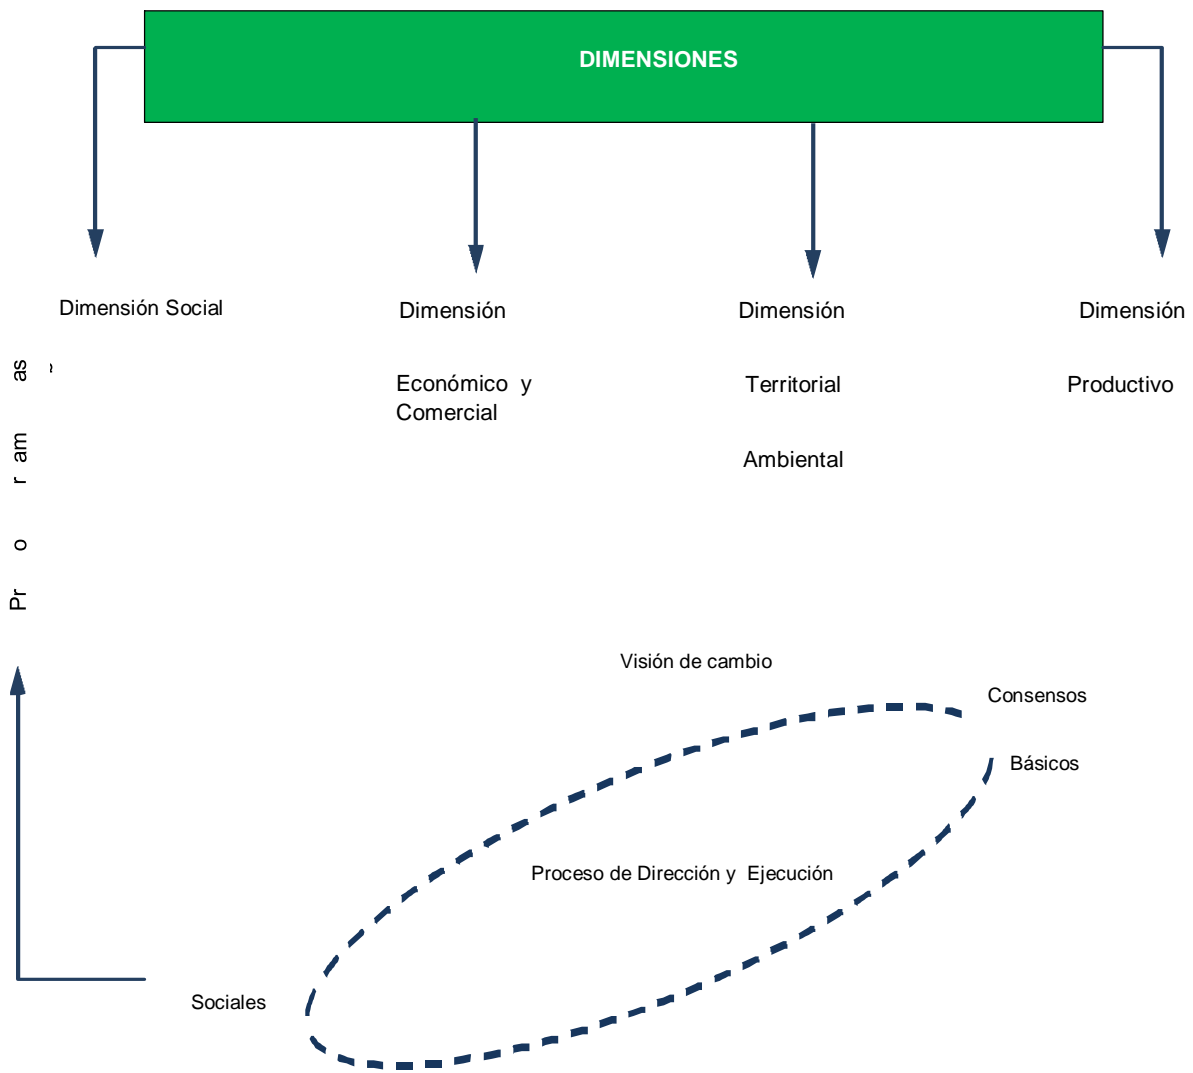 DIMENSIONES
Dimensión Social
Dimensión
Económico y
Comercial
Dimensión
Territorial
Ambiental
Dimensión
Productivo
Pr o r am as
Visión de cambio
Consensos
Básicos
Proceso de Dirección y Ejecución
Sociales